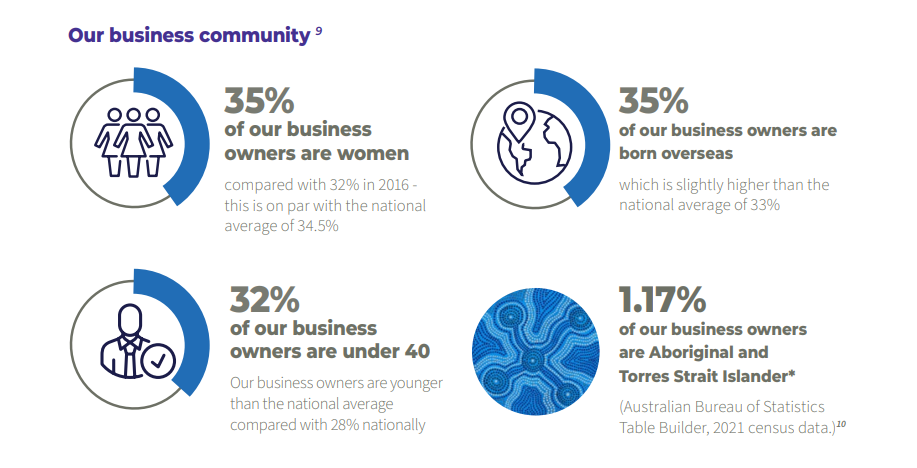 Our business community 9
35%
of our business
owners are women
compared with 32% in 2016 -
this is on par with the national
average of 34.5%
35%
of our business owners are
born overseas
which is slightly higher than the
national average of 33%
32%
of our business
owners are under 40
Our business owners are younger
than the national average
compared with 28% nationally
1.17%
of our business owners
are Aboriginal and
Torres Strait Islander*
(Australian Bureau of Statistics
Table Builder, 2021 census data.)10